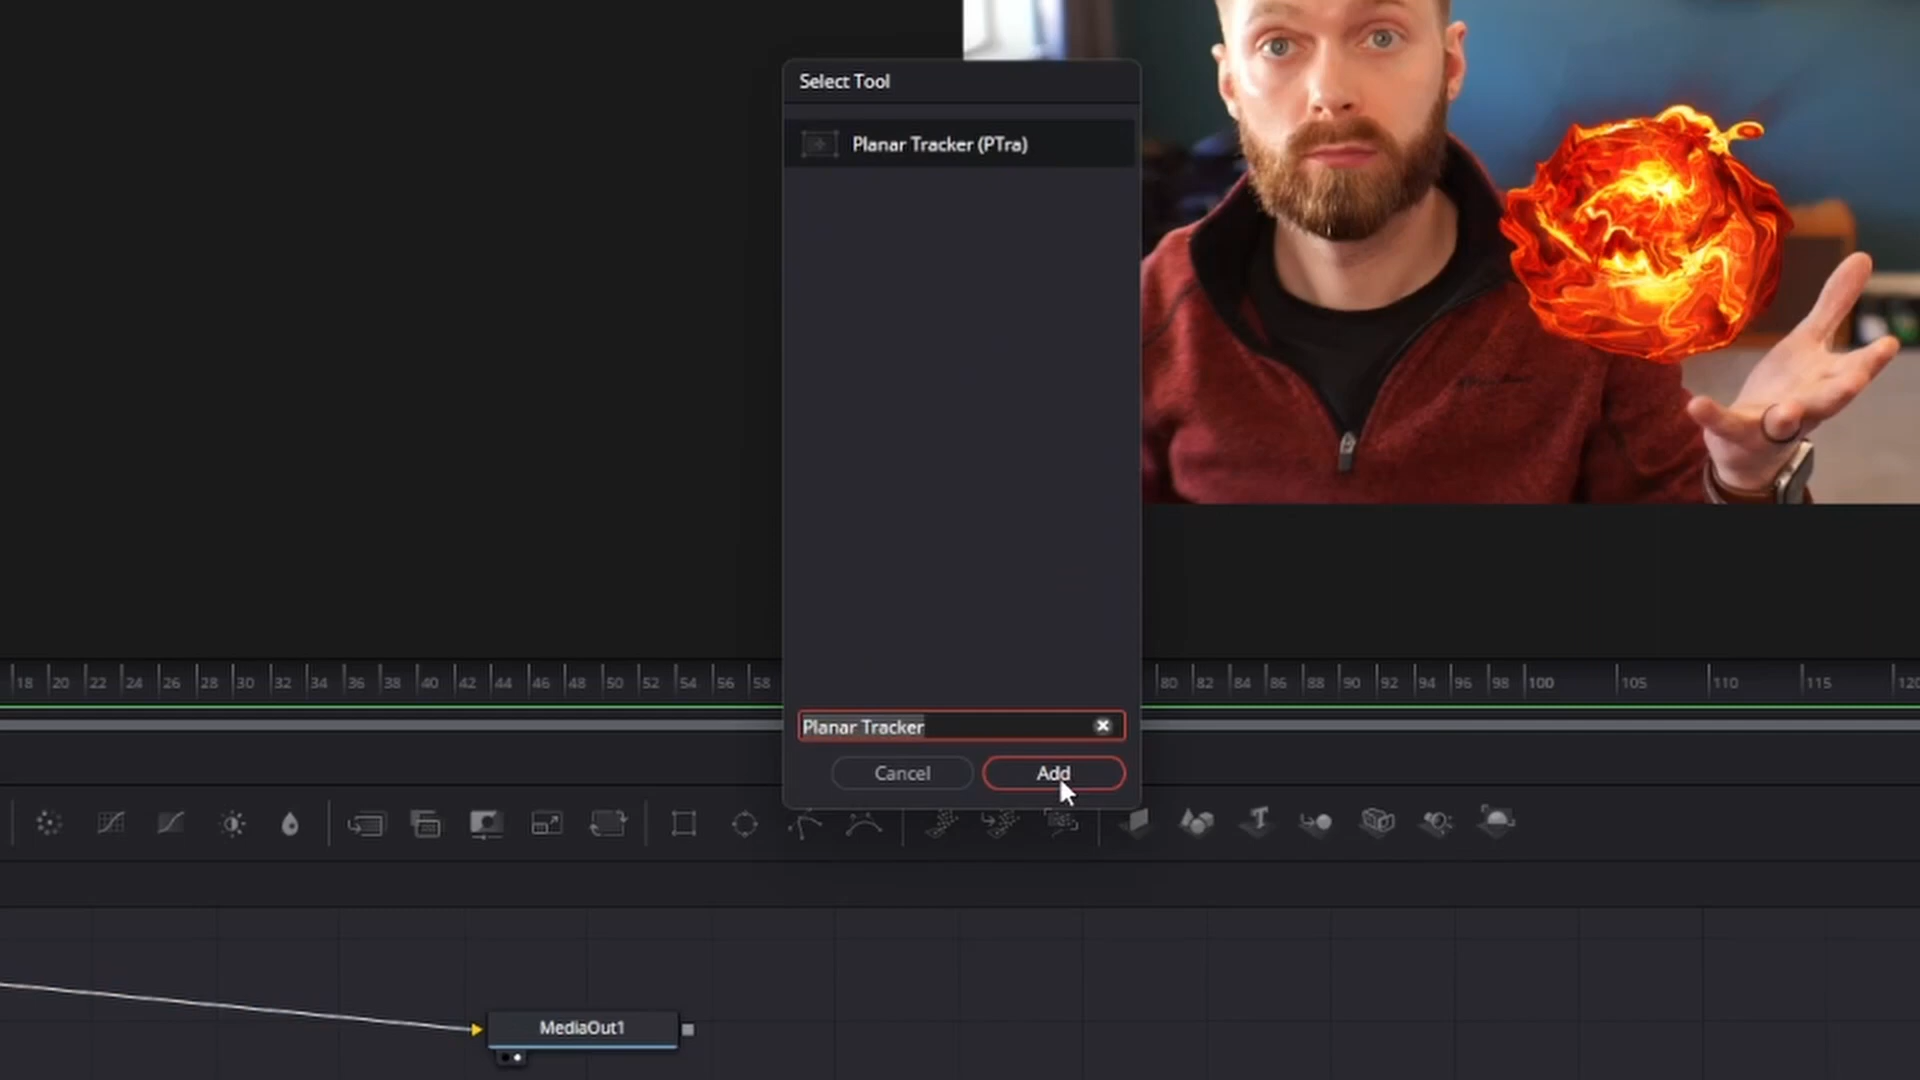 Select Tool
Planar Tracker (PTra)
18 20 22 24 26 28 30 32 34 36 38 40 42 44 46 48 50 52 54 56 58 80 82 84 86 88 90 92 94 96 98 100 105 110 115 120
Planar Tracker
Cancel Add
MediaOut1